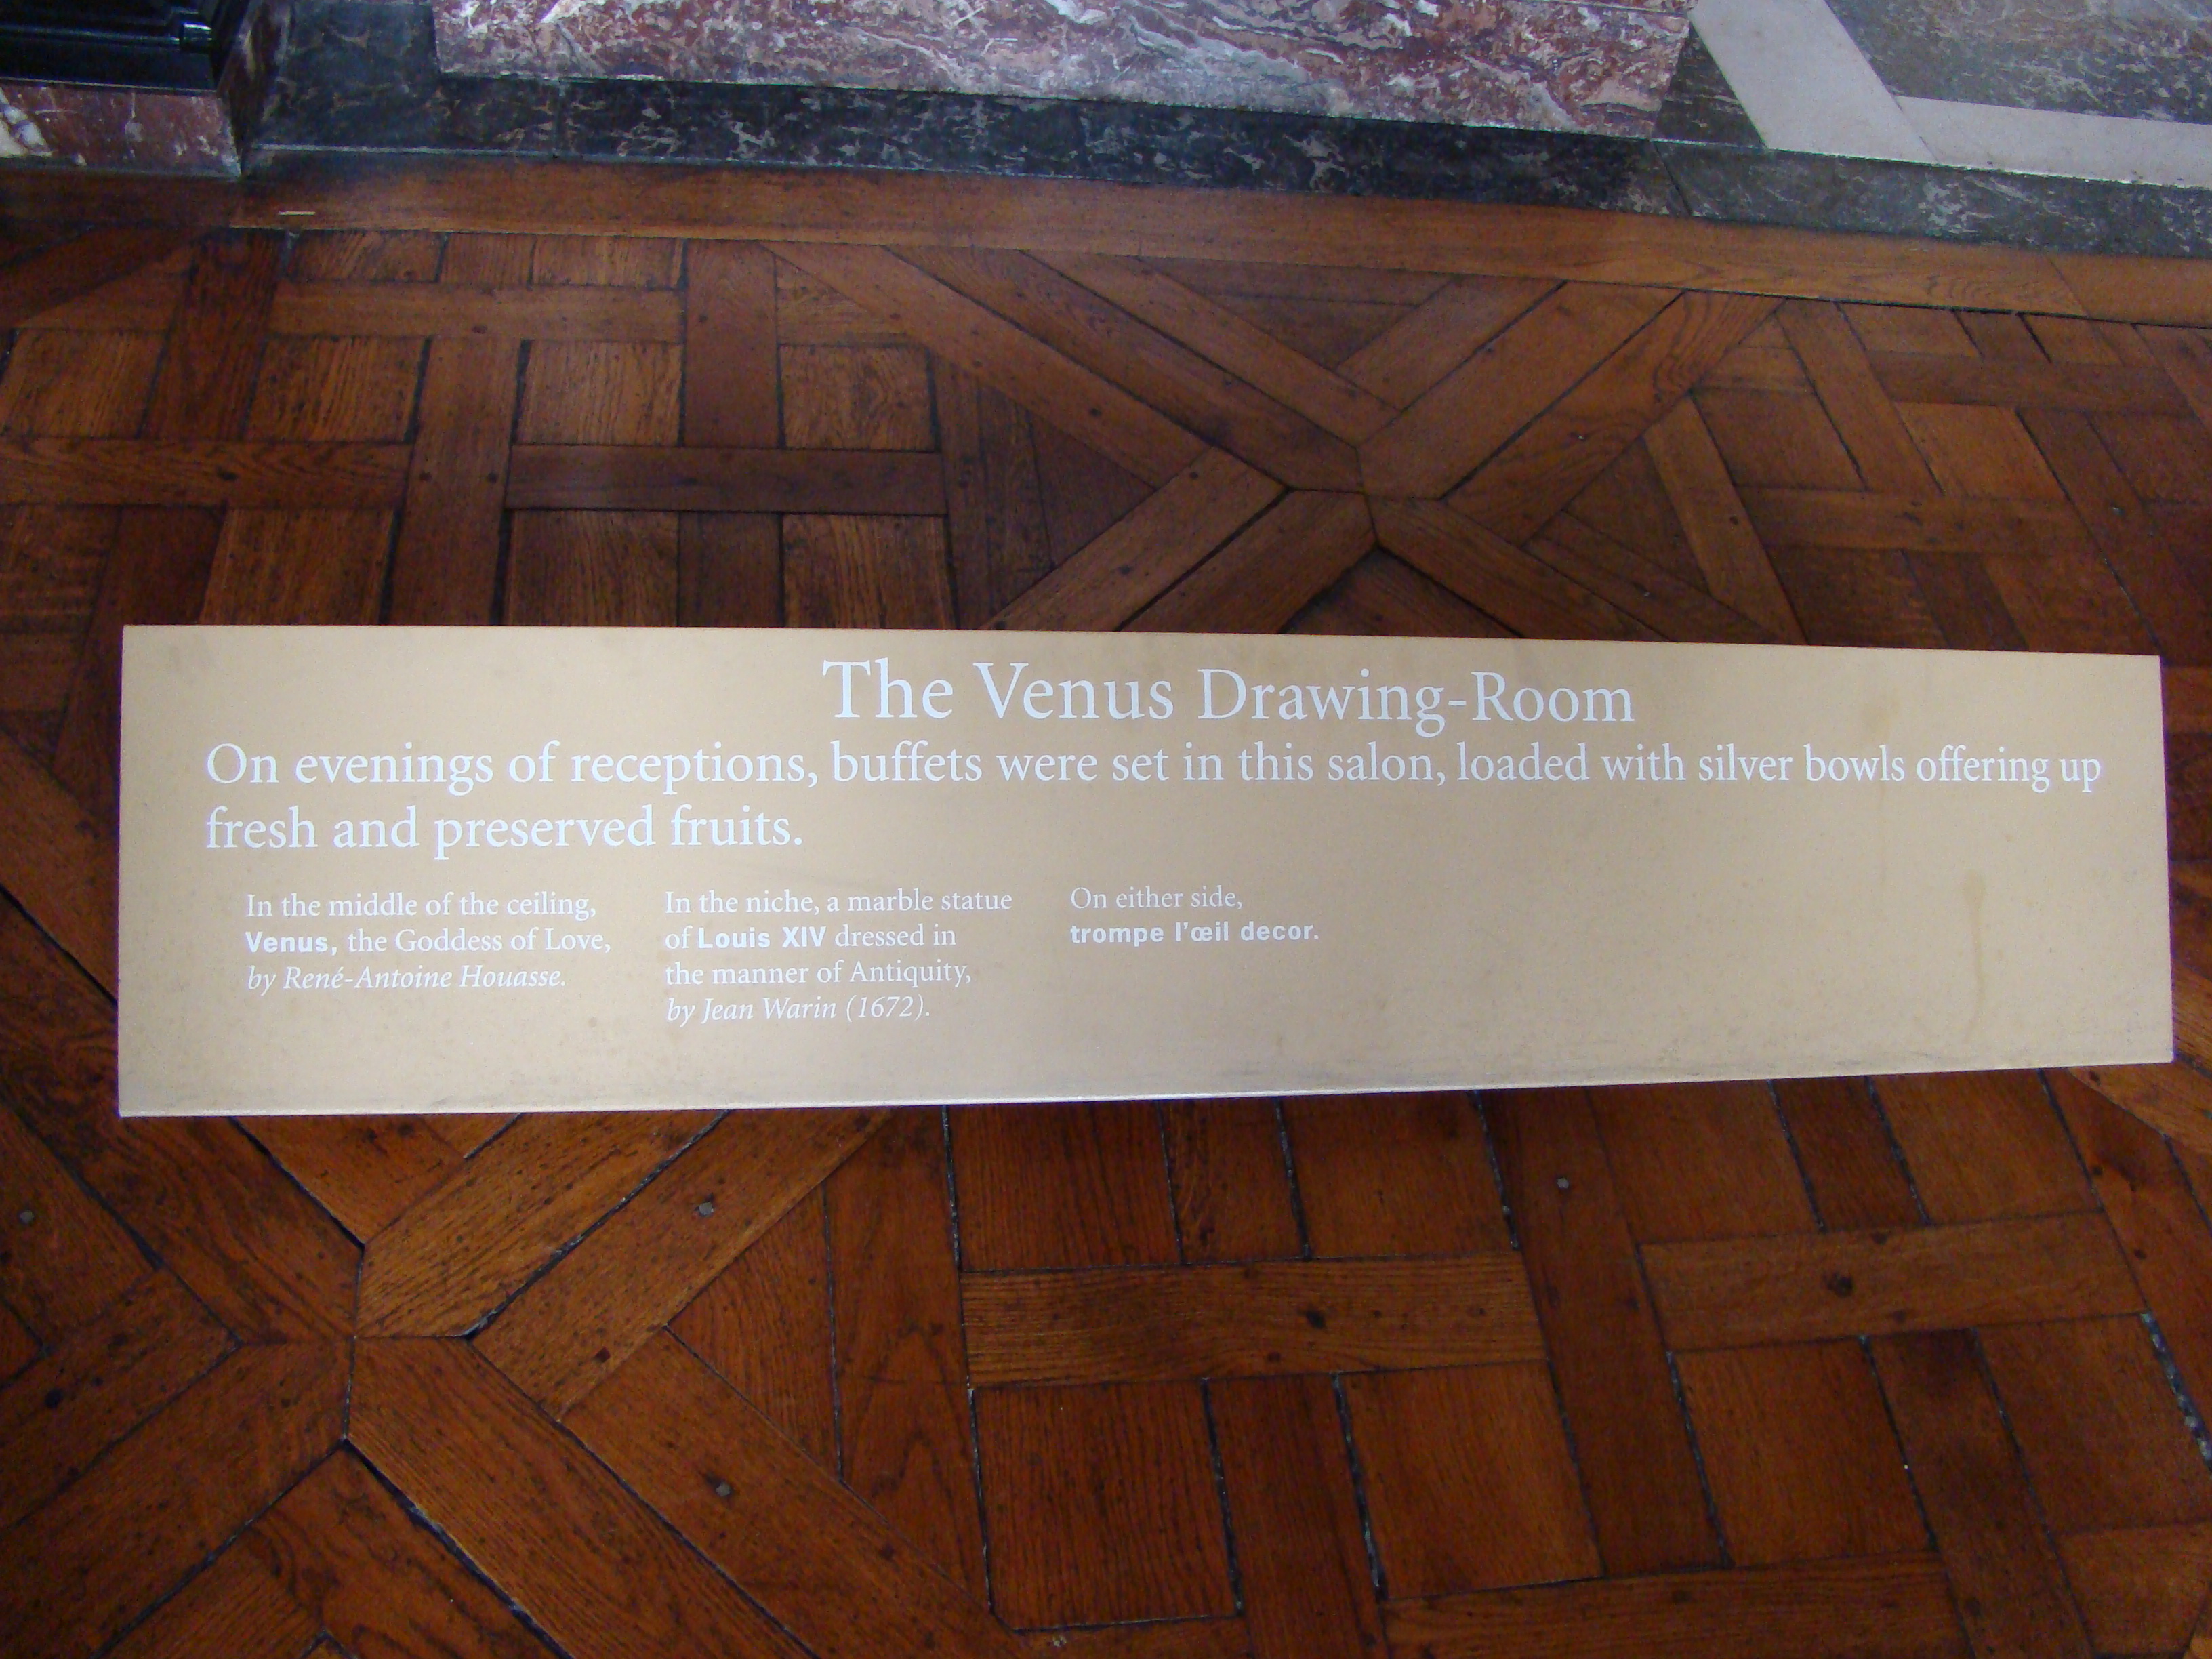 The Venus Drawing-Room
On evenings of receptions, buffets were set in this salon, loaded with silver bowls offering up
fresh and preserved fruits.
In the middle of the ceiling,
Venus, the Goddess of Love,
by René-Antoine Houasse.
In the niche, a marble statue
of Louis XIV dressed in
the manner of Antiquity,
by Jean Warin (1672).
On either side,
trompe l'œil decor.